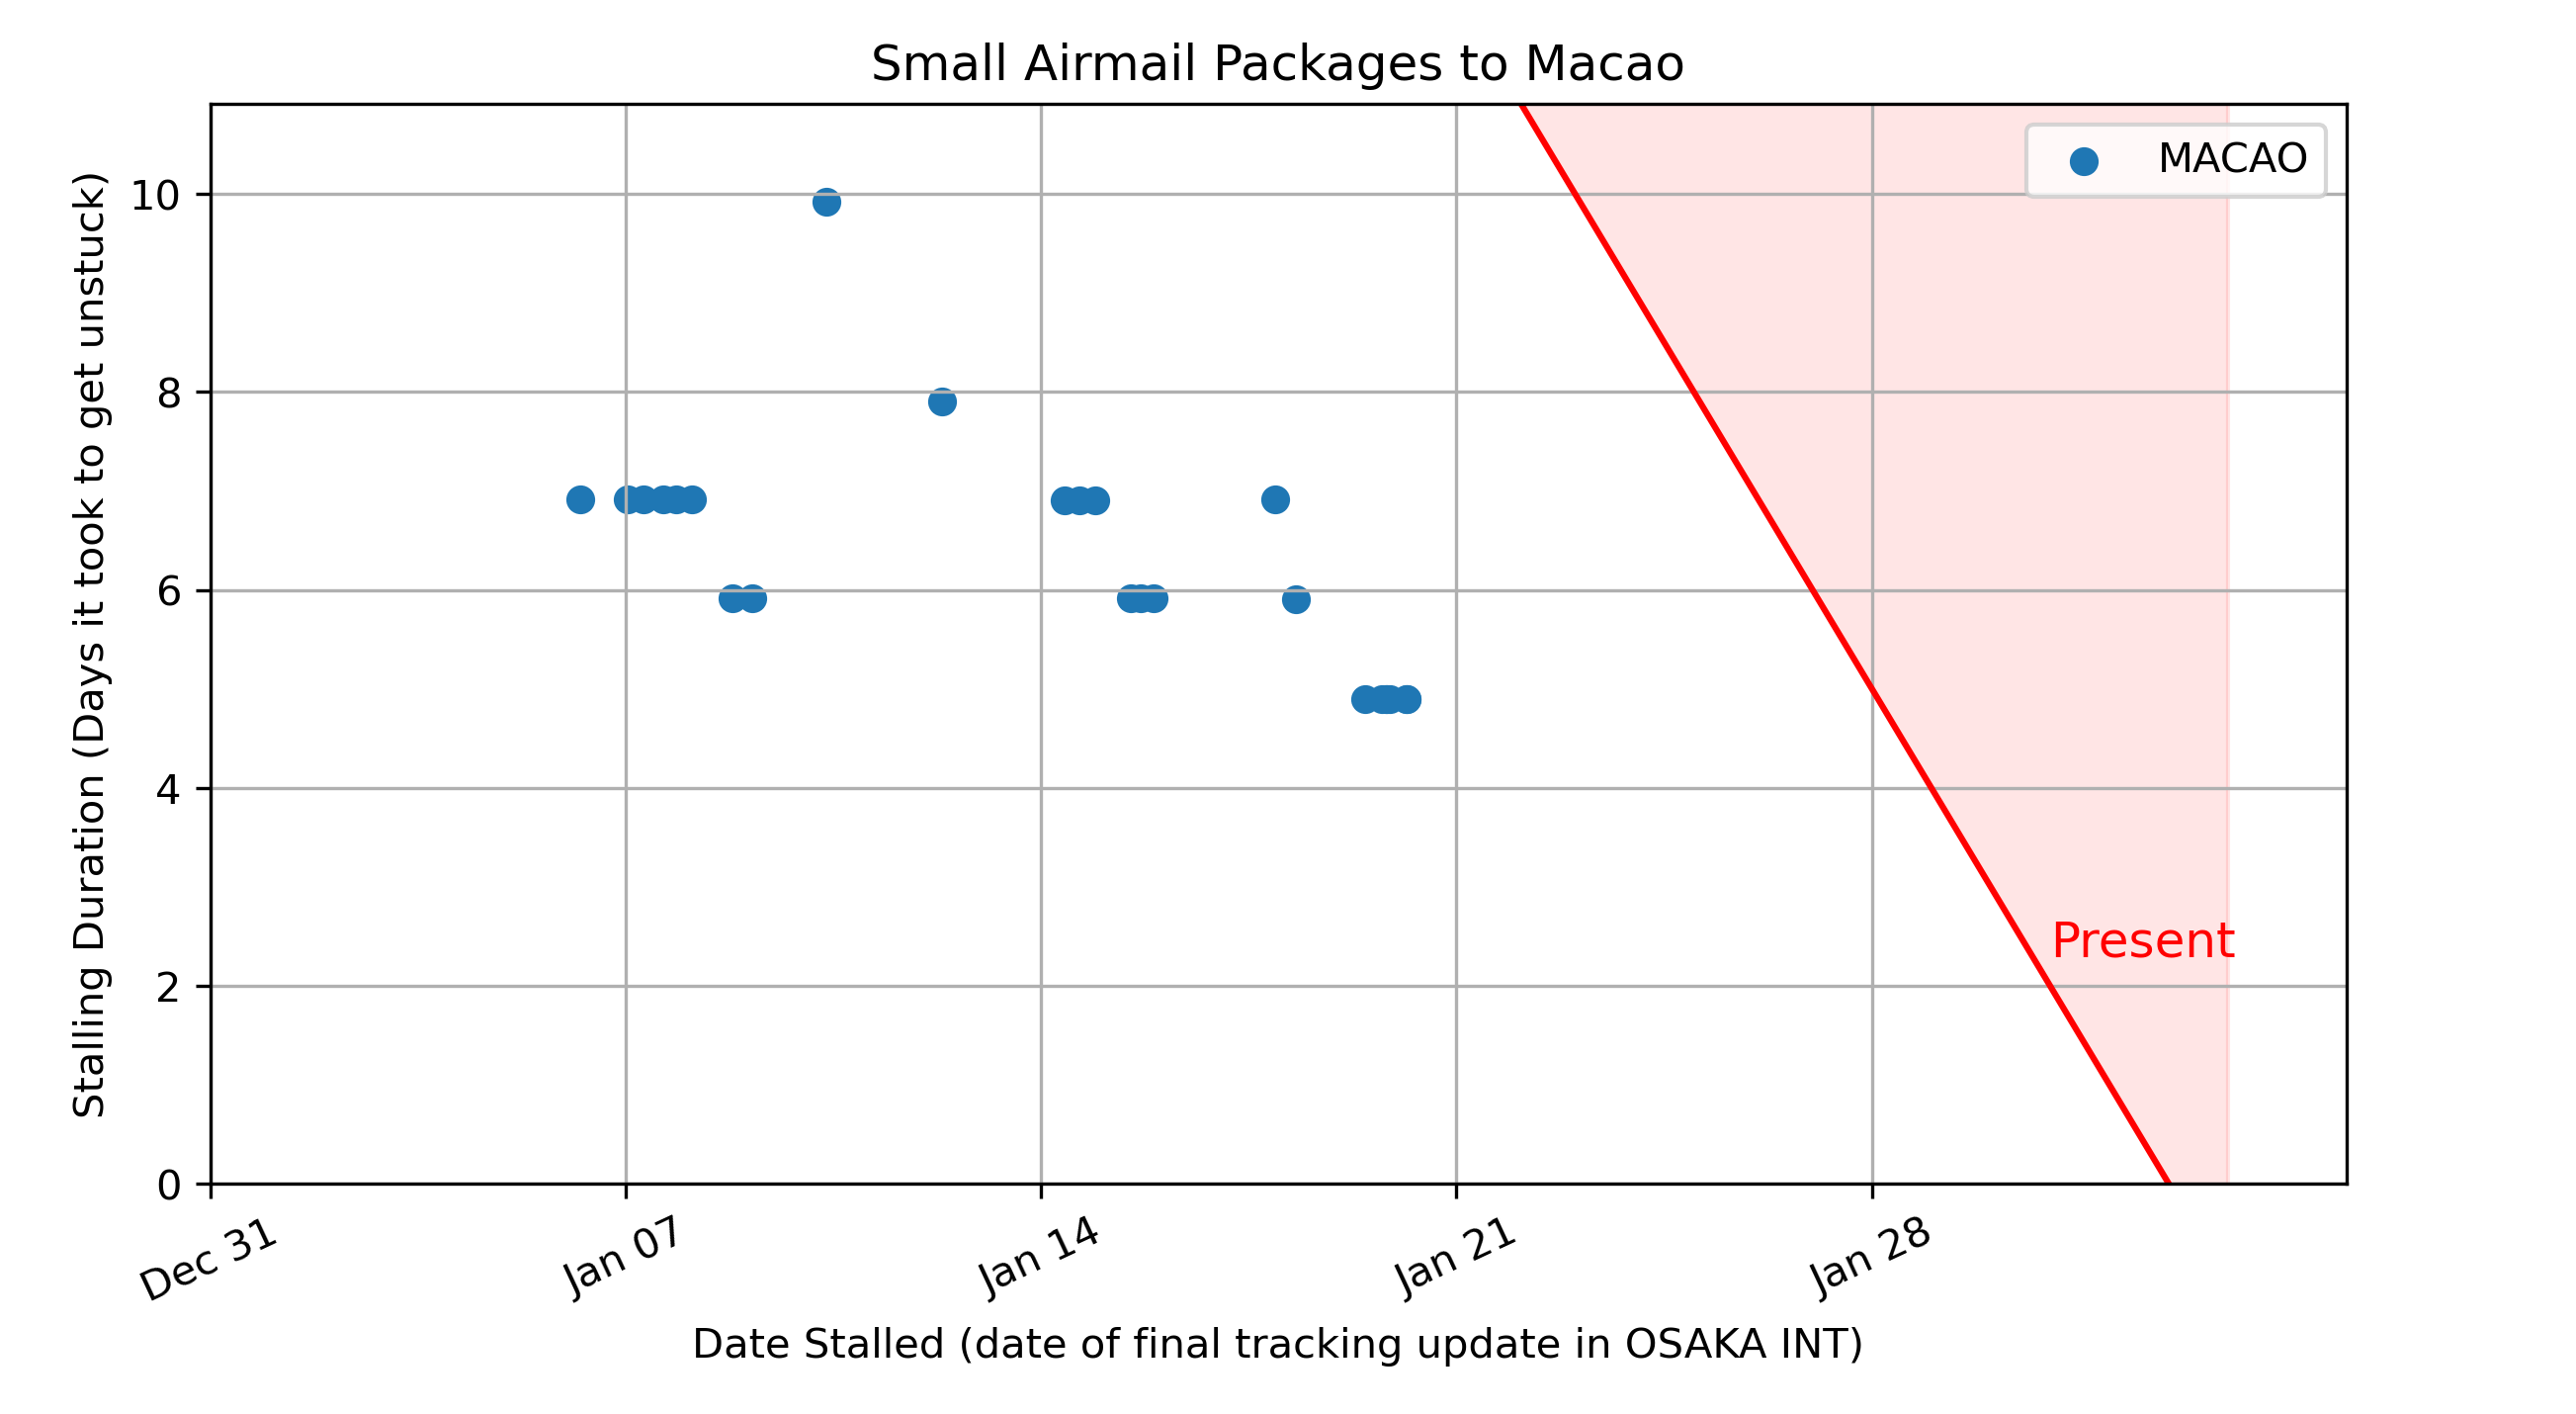 Small Airmail Packages to Macao
MACAO
Stalling Duration (Days it took to get unstuck)
10
8
6
4
2
0
Present
Dec 31
Jan 07
Jan 14
Jan 21
Jan 28
Date Stalled (date of final tracking update in OSAKA INT)